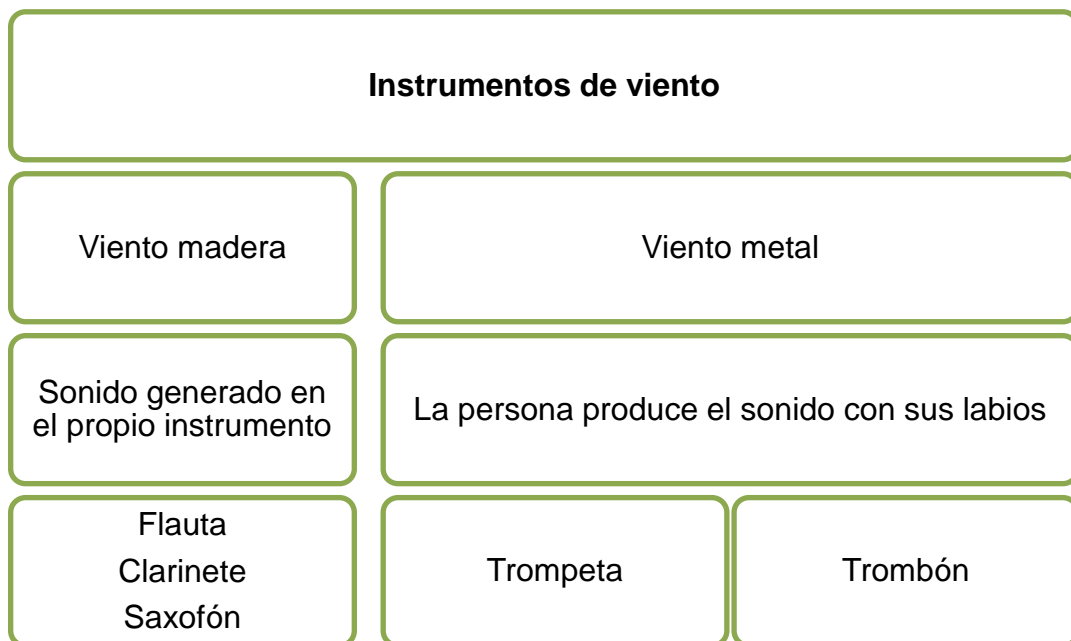 Instrumentos de viento
Viento madera
Viento metal
Sonido generado en
el propio instrumento
La persona produce el sonido con sus labios
Flauta
Clarinete
Saxofón
Trompeta
Trombón